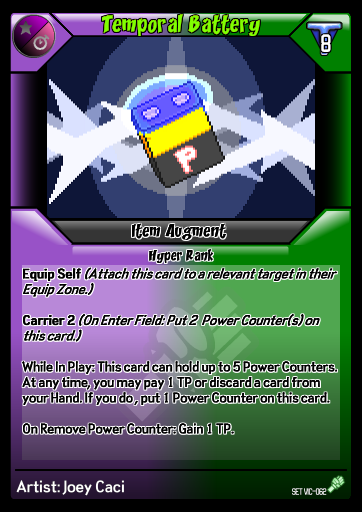 Temporal Battery
8
P
Item Augment
Hyper Rank
Equip Self (Attach this card to a relevant target in their
Equip Zone.)
Carrier 2 (On Enter Field: Put 2 Power Counter(s) on
this card.)
While In Play: This card can hold up to 5 Power Counters.
At any time, you may pay 1 TP or discard a card from
your Hand. If you do, put 1 Power Counter on this card.
On Remove Power Counter: Gain 1 TP.
Artist: Joey Caci
SET VIC-062